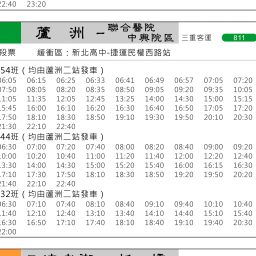 22:40 23:20
蘆 洲 - 聯合醫院 中興院區 三重客運 811
段票 緩衝區：新北高中-捷運民權西路站
54班（均由蘆洲二站發車）
06:05 06:15 06:25 06:33 06:41 06:49 06:57 07:05 07:20
07:50 08:05 08:20 08:35 08:50 09:05 09:20 09:35 10:05
11:05 11:35 12:05 12:45 13:25 14:00 14:30 15:00 15:15
15:45 16:00 16:10 16:20 16:30 16:40 16:50 17:05 17:20
17:50 18:10 18:30 18:50 19:10 19:30 19:50 20:10 20:30
21:30 22:10 22:50
44班（均由蘆洲二站發車）
06:30 07:00 07:20 07:40 08:00 08:20 08:40 09:00 09:20
10:00 10:20 10:40 11:00 11:20 11:40 12:00 12:20 12:40
13:30 14:00 14:30 15:00 15:20 15:40 16:00 16:15 16:30
17:10 17:30 17:50 18:10 18:30 18:50 19:20 19:50 20:20
21:40 22:10 22:40
32班（均由蘆洲二站發車）
06:30 07:10 07:40 08:10 08:40 09:10 09:40 10:10 10:40
11:40 12:10 12:40 13:10 13:40 14:10 14:40 15:10 15:40
16:30 16:50 17:10 17:40 18:10 18:40 19:10 19:40 20:30
22:00